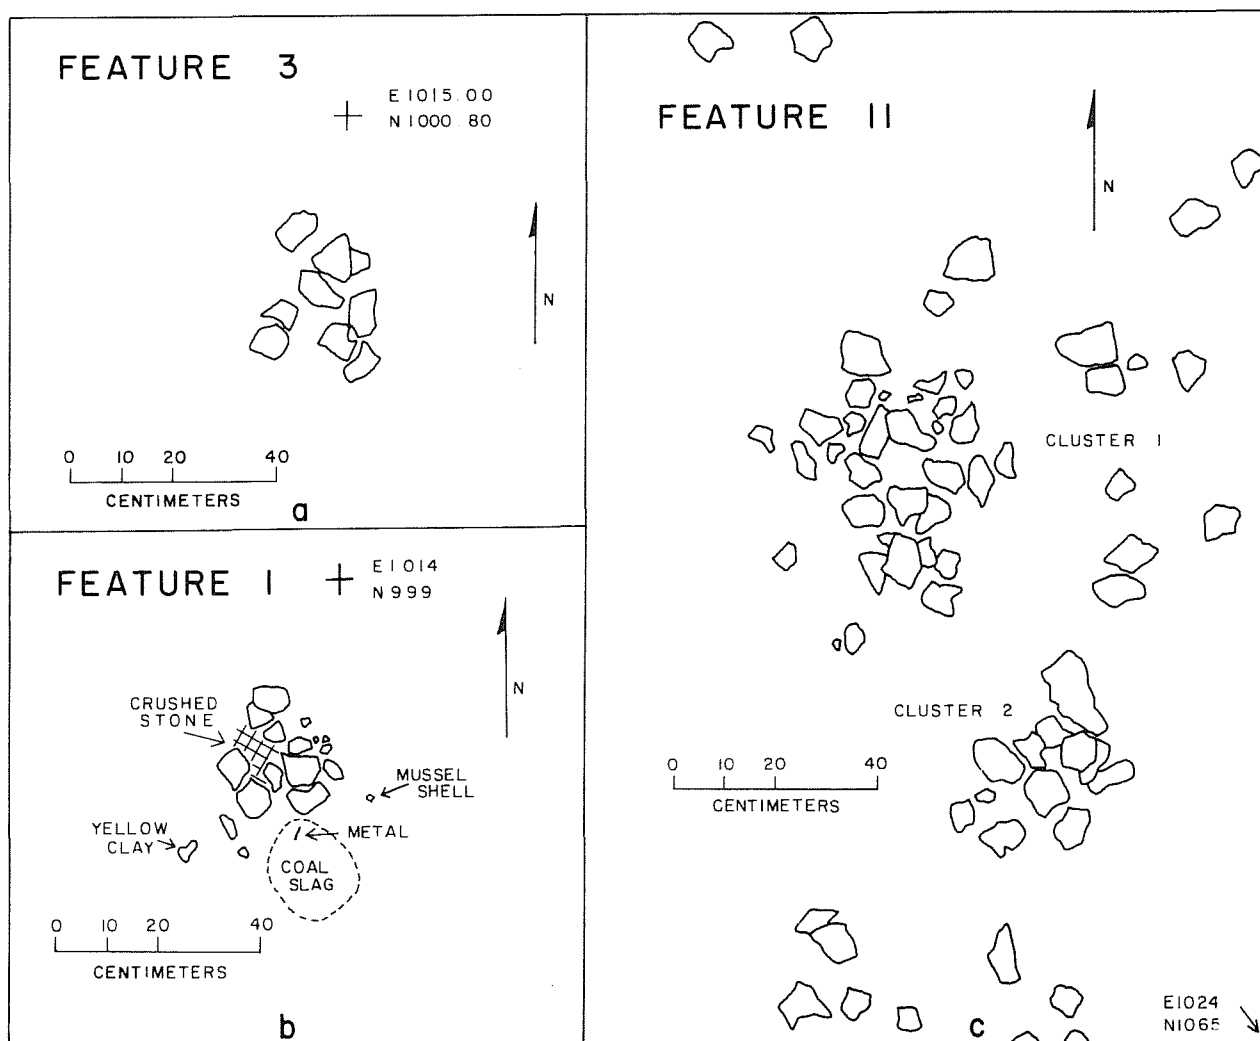 FEATURE 3
E1015.00
N1000.80
N
0 10 20 40
CENTIMETERS
a
FEATURE 1
E1014
N999
N
CRUSHED
STONE
MUSSEL
SHELL
METAL
YELLOW
CLAY
COAL
SLAG
0 10 20 40
CENTIMETERS
b
FEATURE 11
N
CLUSTER 1
CLUSTER 2
0 10 20 40
CENTIMETERS
c
E1024
N1065